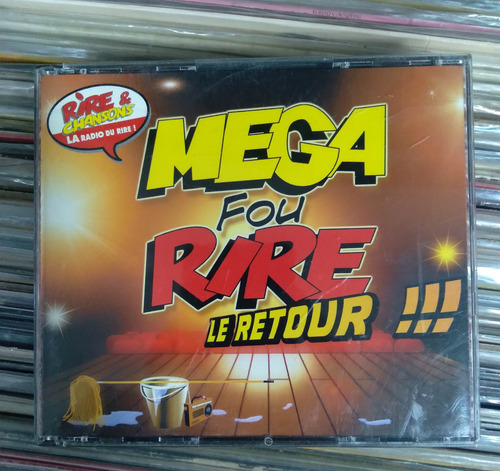 RIRE &
CHANSONS
LA RADIO DU RIRE !
MEGA
FOU
RIRE
LE RETOUR !!!